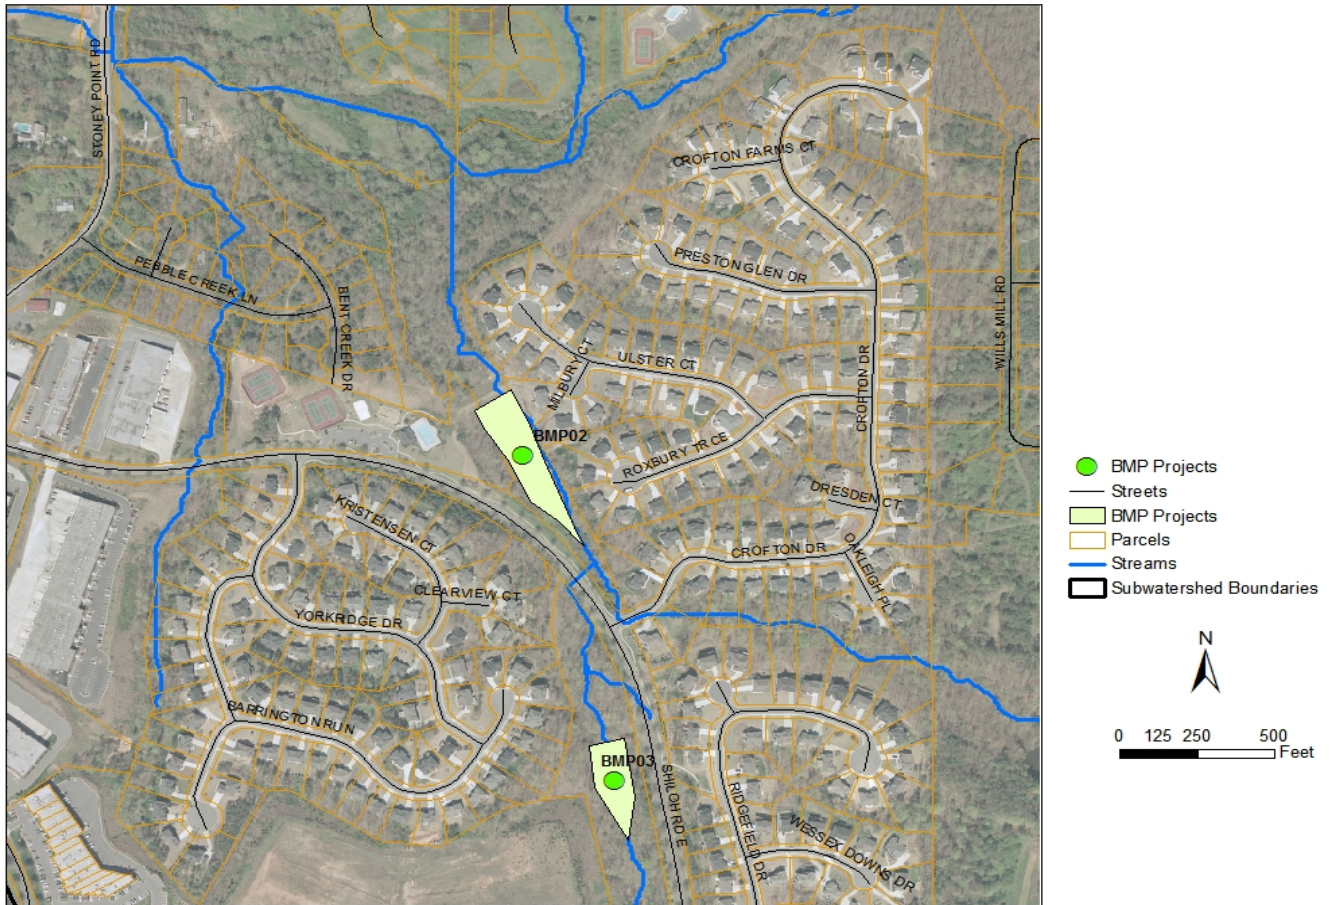 STONEY POINT RD
CROFTON FARMS CT
PRESTON GLEN DR
PEBBLE CREEK LN
BENT CREEK DR
WILLS MILL RD
MILBURY CT
ULSTER CT
CROFTON DR
BMP02
ROXBURY TRCE
DRESDEN CT
KRISTENSEN CT
CROFTON DR
OAKLEIGH PL
CLEARVIEW CT
YORKRIDGE DR
BARRINGTON RUN
BMP03
SHILOH RD E
RIDGEFIELD DR
WESSEX DOWNS DR
BMP Projects
Streets
BMP Projects
Parcels
Streams
Subwatershed Boundaries
N
0 125 250 500
Feet